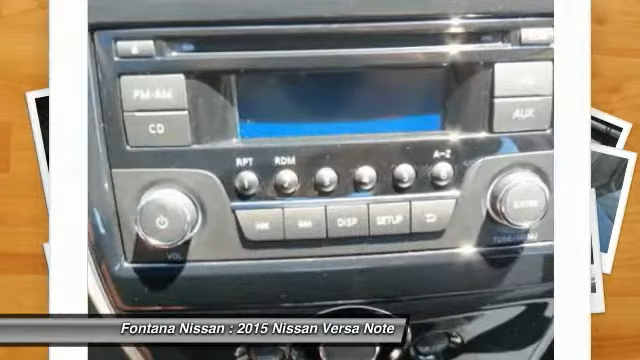 FM-AM
CD
AUX
RPT RDM A-Z
DISP SETUP
ENTER
VOL
Fontana Nissan : 2015 Nissan Versa Note